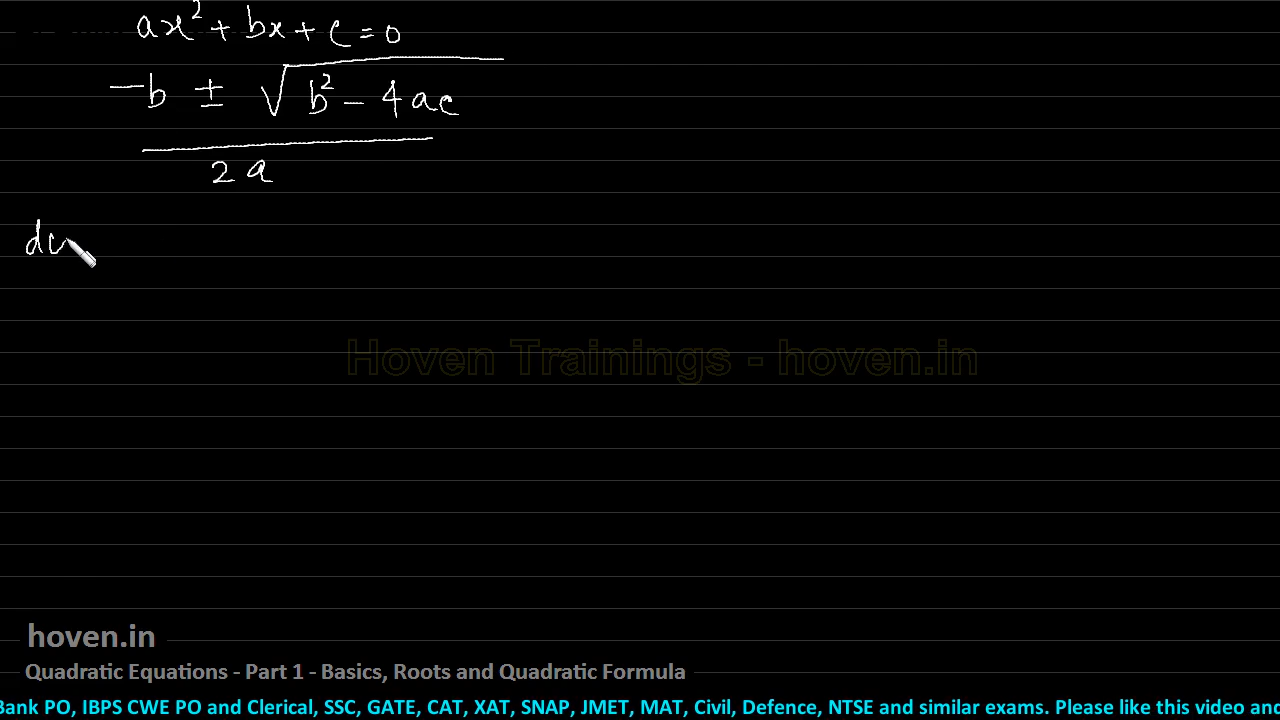 ax² + bx + c = 0
-b ± √b² - 4ac
2a
Hoven Trainings - hoven.in
hoven.in
Quadratic Equations - Part 1 - Basics, Roots and Quadratic Formula
Bank PO, IBPS CWE PO and Clerical, SSC, GATE, CAT, XAT, SNAP, JMET, MAT, Civil, Defence, NTSE and similar exams. Please like this video and